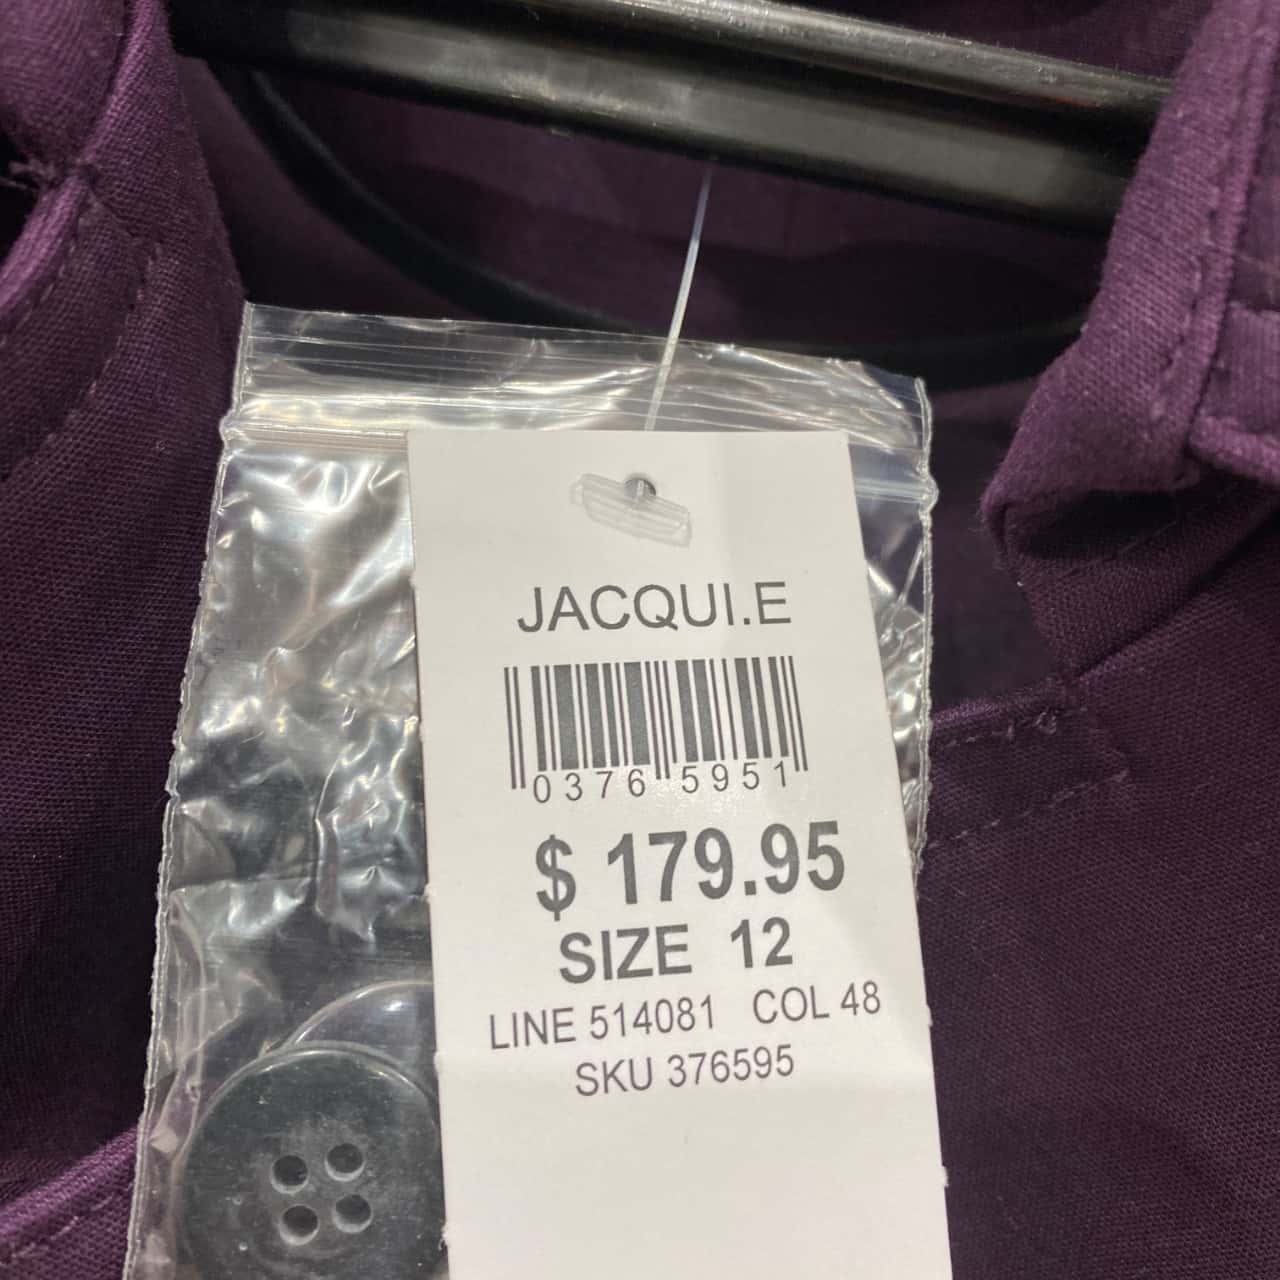 JACQUI.E
0376 5951
$ 179.95
SIZE 12
LINE 514081 COL 48
SKU 376595